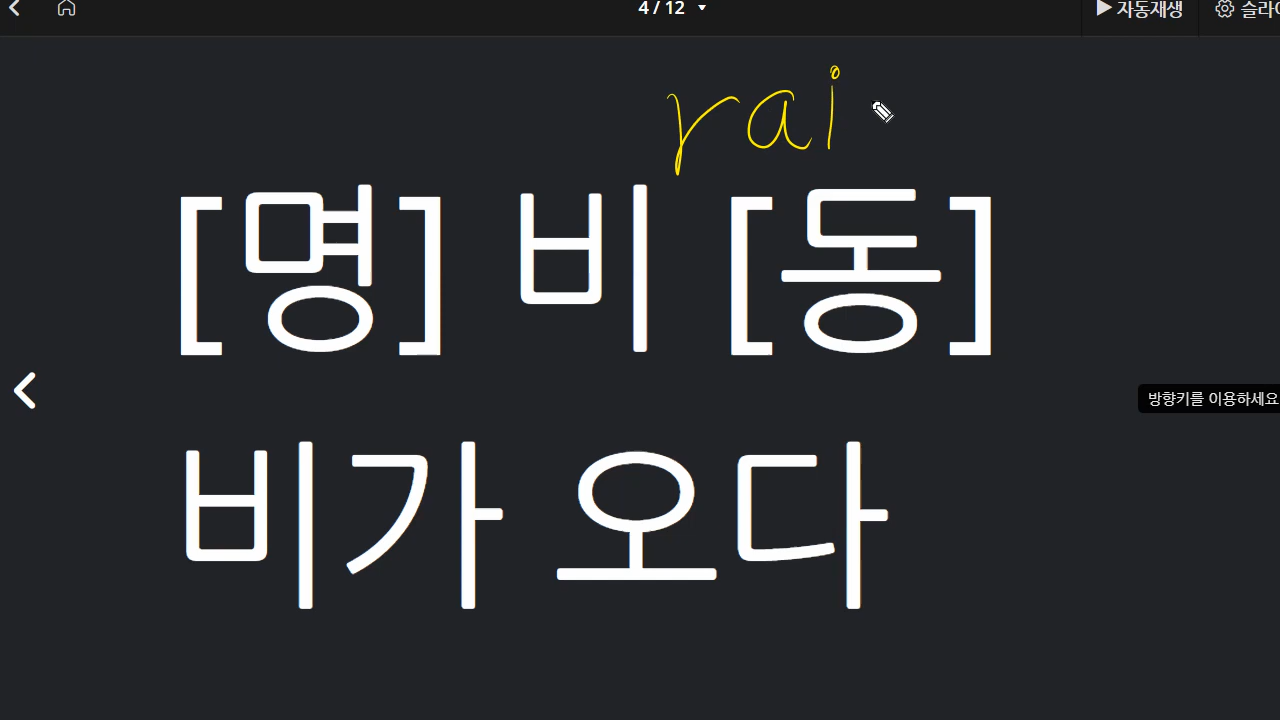 4 / 12
자동재생
rai
[명] 비 [동]
방향키를 이용하세요
비가 오다